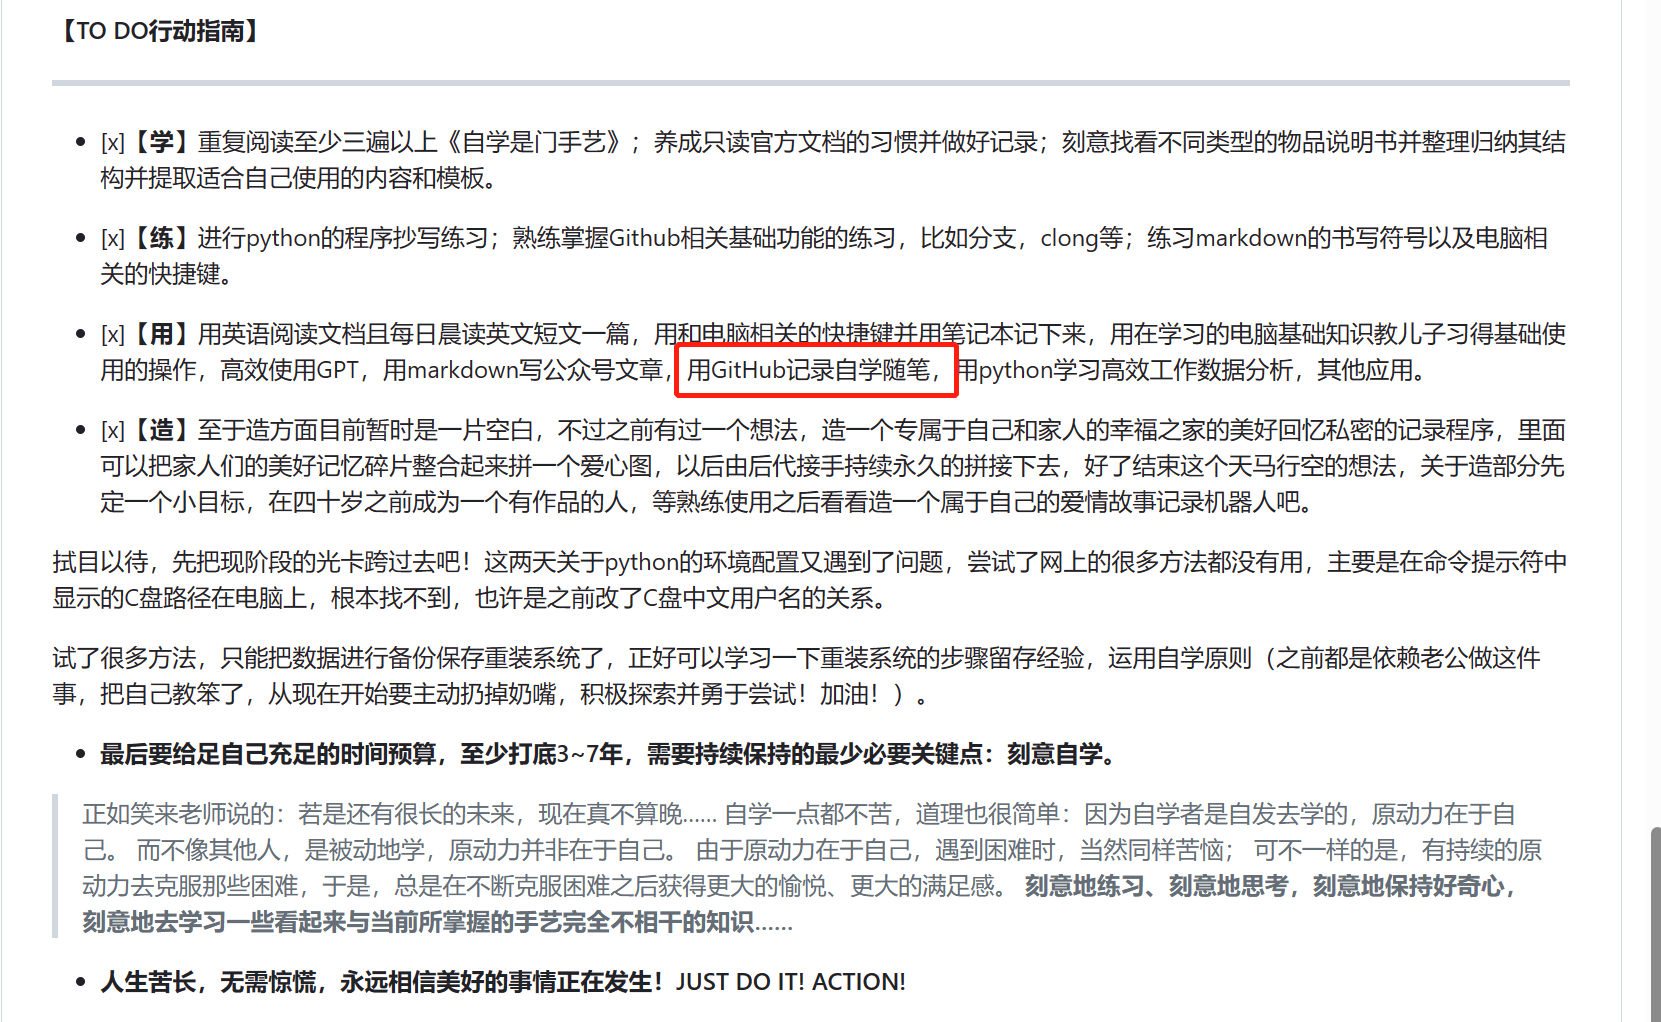 【TO DO行动指南】
[x]【学】重复阅读至少三遍以上《自学是门手艺》；养成只读官方文档的习惯并做好记录；刻意找看不同类型的物品说明书并整理归纳其结
构并提取适合自己使用的内容和模板。
[x]【练】进行python的程序抄写练习；熟练掌握Github相关基础功能的练习，比如分支，clong等；练习markdown的书写符号以及电脑相
关的快捷键。
[x]【用】用英语阅读文档且每日晨读英文短文一篇，用和电脑相关的快捷键并用笔记本记下来，用在学习的电脑基础知识教儿子习得基础使
用的操作，高效使用GPT，用markdown写公众号文章，用GitHub记录自学随笔，用python学习高效工作数据分析，其他应用。
[x]【造】至于造方面目前暂时是一片空白，不过之前有过一个想法，造一个专属于自己和家人的幸福之家的美好回忆私密的记录程序，里面
可以把家人们的美好记忆碎片整合起来拼一个爱心图，以后由后代接手持续永久的拼接下去，好了结束这个天马行空的想法，关于造部分先
定一个小目标，在四十岁之前成为一个有作品的人，等熟练使用之后看看造一个属于自己的爱情故事记录机器人吧。
拭目以待，先把现阶段的光卡跨过去吧！这两天关于python的环境配置又遇到了问题，尝试了网上的很多方法都没有用，主要是在命令提示符中
显示的C盘路径在电脑上，根本找不到，也许是之前改了C盘中文用户名的关系。
试了很多方法，只能把数据进行备份保存重装系统了，正好可以学习一下重装系统的步骤留存经验，运用自学原则（之前都是依赖老公做这件
事，把自己教笨了，从现在开始要主动扔掉奶嘴，积极探索并勇于尝试！加油！）。
最后要给足自己充足的时间预算，至少打底3~7年，需要持续保持的最少必要关键点：刻意自学。
正如笑来老师说的：若是还有很长的未来，现在真不算晚...... 自学一点都不苦，道理也很简单：因为自学者是自发去学的，原动力在于自
己。 而不像其他人，是被动地学，原动力并非在于自己。 由于原动力在于自己，遇到困难时，当然同样苦恼； 可不一样的是，有持续的原
动力去克服那些困难，于是，总是在不断克服困难之后获得更大的愉悦、更大的满足感。 刻意地练习、刻意地思考，刻意地保持好奇心，
刻意地去学习一些看起来与当前所掌握的手艺完全不相干的知识......
人生苦长，无需惊慌，永远相信美好的事情正在发生！JUST DO IT! ACTION!